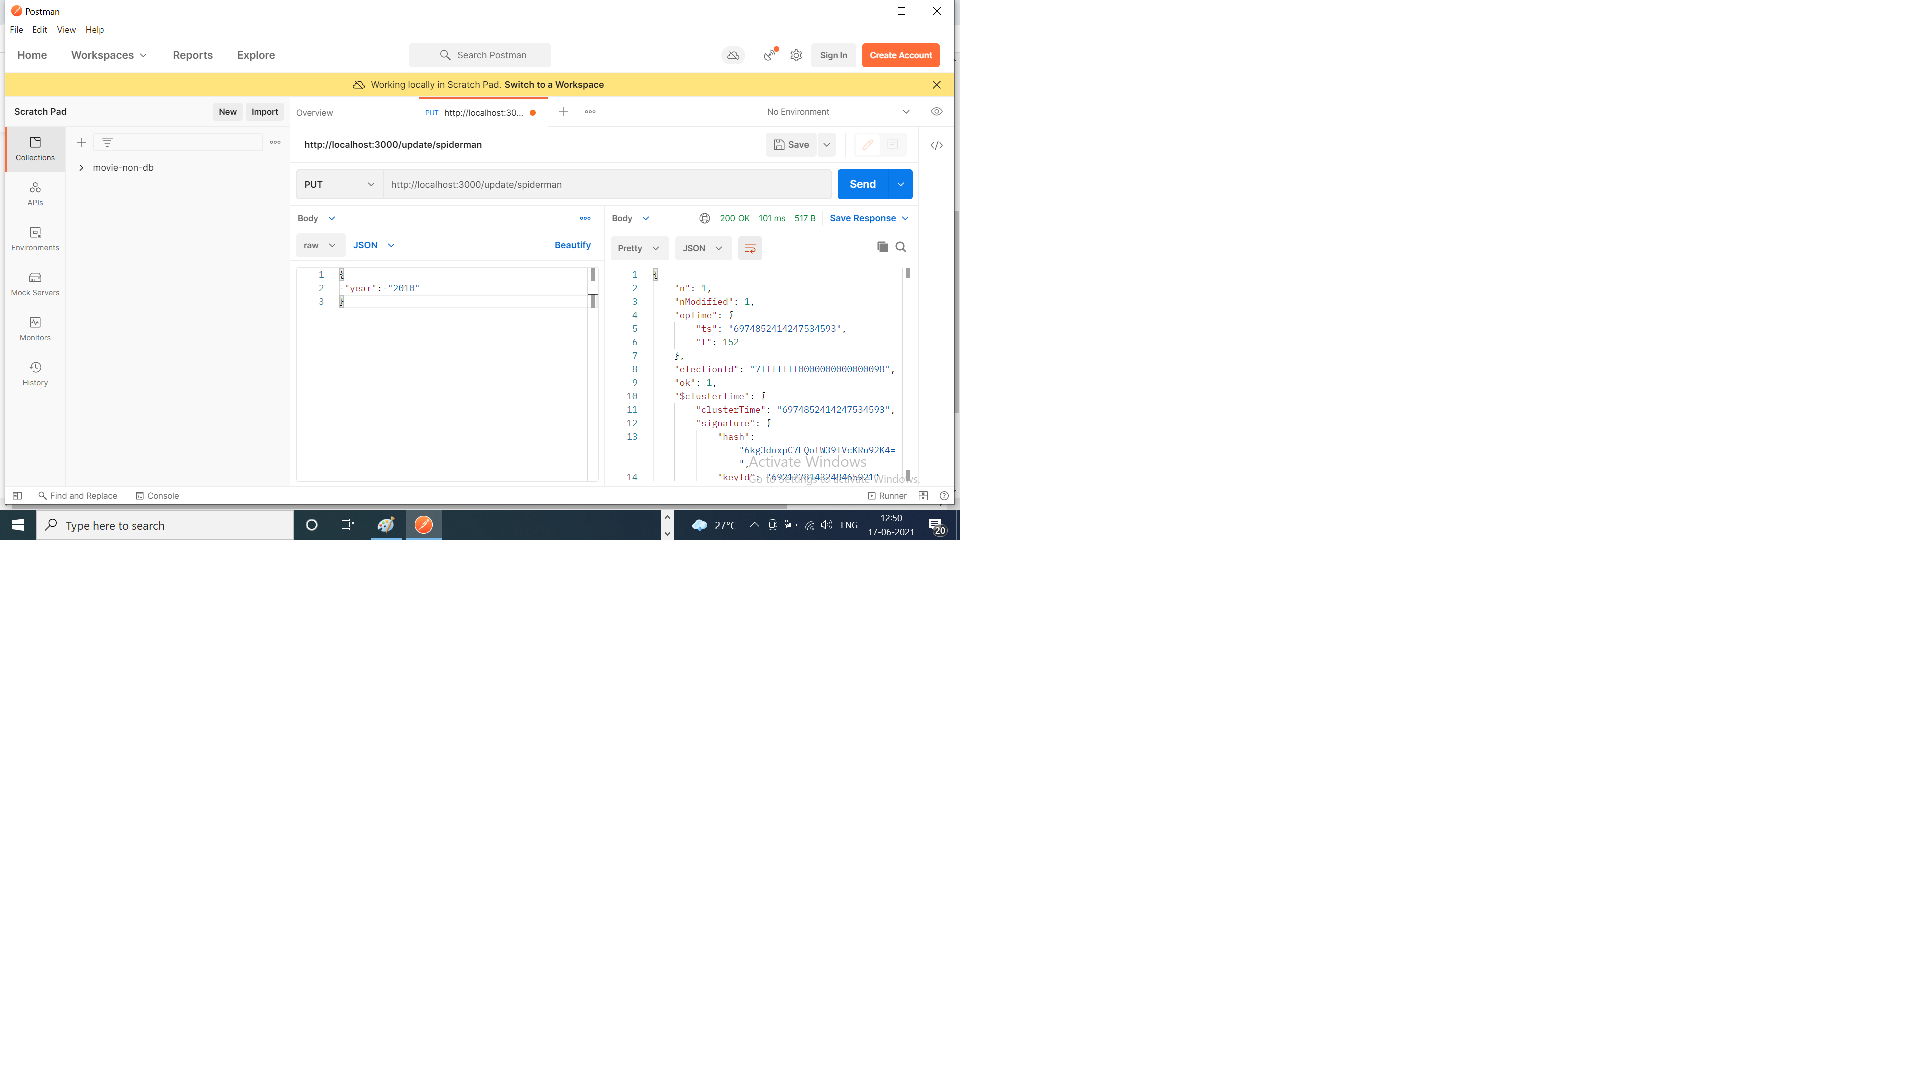 Postman
File Edit View Help
Home Workspaces Reports Explore Search Postman Sign In Create Account
Working locally in Scratch Pad. Switch to a Workspace
Scratch Pad New Import Overview PUT http://localhost:30... No Environment
http://localhost:3000/update/spiderman Save
Collections
movie-non-db
PUT http://localhost:3000/update/spiderman Send
APIs
Body Body 200 OK 101 ms 517 B Save Response
Environments
raw JSON Beautify Pretty JSON
Mock Servers
Monitors
History
1 {
2 "year": "2018"
3 }
1 {
2 "n": 1,
3 "nModified": 1,
4 "opTime": {
5 "ts": "6974852414247534593",
6 "t": 152
7 },
8 "electionId":
9 "ok": 1,
10 "$clusterTime": {
11 "clusterTime": "6974852414247534593",
12 "signature": {
13 "hash":
",
14 "keyId":
Activate Windows
Go to Settings to activate Windows.
Find and Replace Console Runner
Type here to search 27°C ENG 12:50
17-06-2021 20